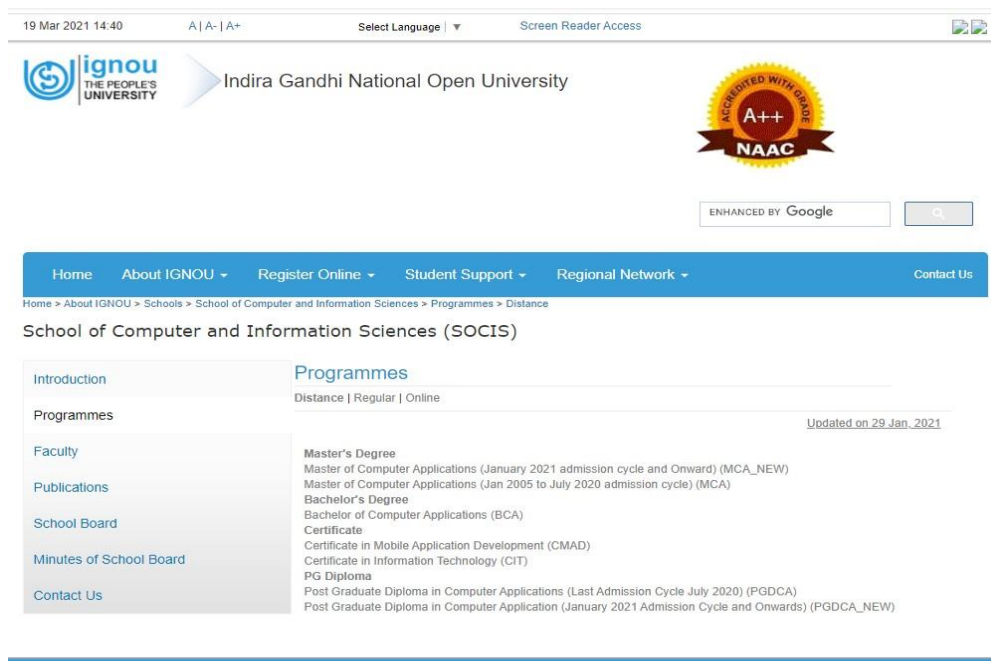 19 Mar 2021 14:40
A | A- | A+
Select Language ▼
Screen Reader Access
ignou
THE PEOPLE'S
UNIVERSITY
Indira Gandhi National Open University
ACCREDITED WITH GRADE
A++
NAAC
ENHANCED BY Google
Home
About IGNOU
Register Online
Student Support
Regional Network
Contact Us
Home > About IGNOU > Schools > School of Computer and Information Sciences > Programmes > Distance
School of Computer and Information Sciences (SOCIS)
Introduction
Programmes
Faculty
Publications
School Board
Minutes of School Board
Contact Us
Programmes
Distance | Regular | Online
Updated on 29 Jan, 2021
Master's Degree
Master of Computer Applications (January 2021 admission cycle and Onward) (MCA_NEW)
Master of Computer Applications (Jan 2005 to July 2020 admission cycle) (MCA)
Bachelor's Degree
Bachelor of Computer Applications (BCA)
Certificate
Certificate in Mobile Application Development (CMAD)
Certificate in Information Technology (CIT)
PG Diploma
Post Graduate Diploma in Computer Applications (Last Admission Cycle July 2020) (PGDCA)
Post Graduate Diploma in Computer Application (January 2021 Admission Cycle and Onwards) (PGDCA_NEW)